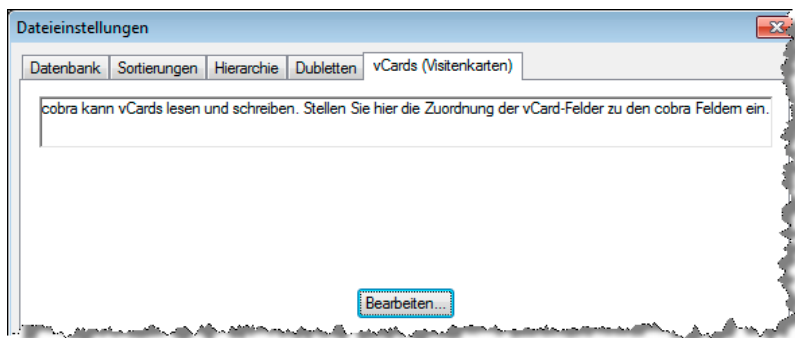 Dateieinstellungen
Datenbank Sortierungen Hierarchie Dubletten vCards (Visitenkarten)
cobra kann vCards lesen und schreiben. Stellen Sie hier die Zuordnung der vCard-Felder zu den cobra Feldern ein.
Bearbeiten...